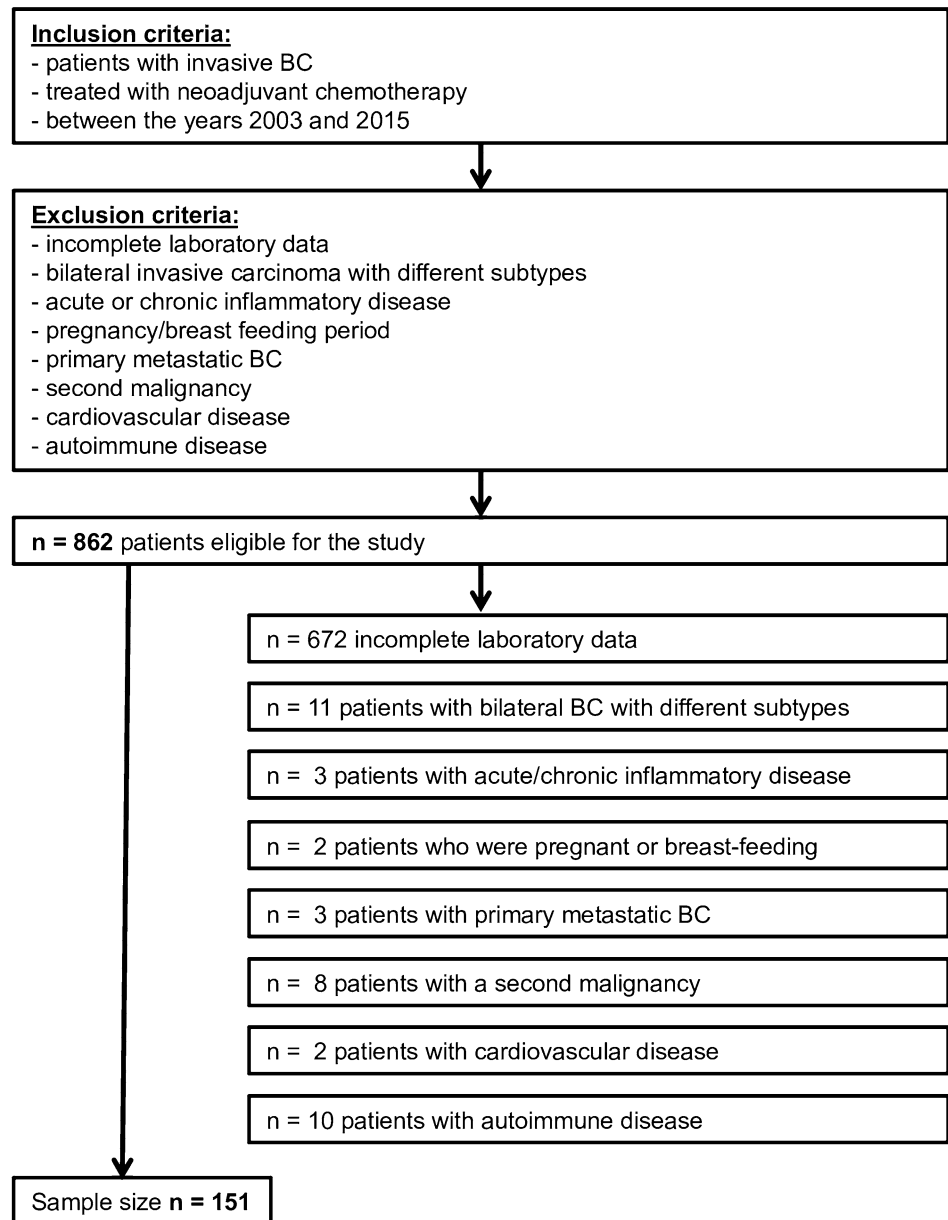 Inclusion criteria:
- patients with invasive BC
- treated with neoadjuvant chemotherapy
- between the years 2003 and 2015
Exclusion criteria:
- incomplete laboratory data
- bilateral invasive carcinoma with different subtypes
- acute or chronic inflammatory disease
- pregnancy/breast feeding period
- primary metastatic BC
- second malignancy
- cardiovascular disease
- autoimmune disease
n = 862 patients eligible for the study
n = 672 incomplete laboratory data
n = 11 patients with bilateral BC with different subtypes
n = 3 patients with acute/chronic inflammatory disease
n = 2 patients who were pregnant or breast-feeding
n = 3 patients with primary metastatic BC
n = 8 patients with a second malignancy
n = 2 patients with cardiovascular disease
n = 10 patients with autoimmune disease
Sample size n = 151